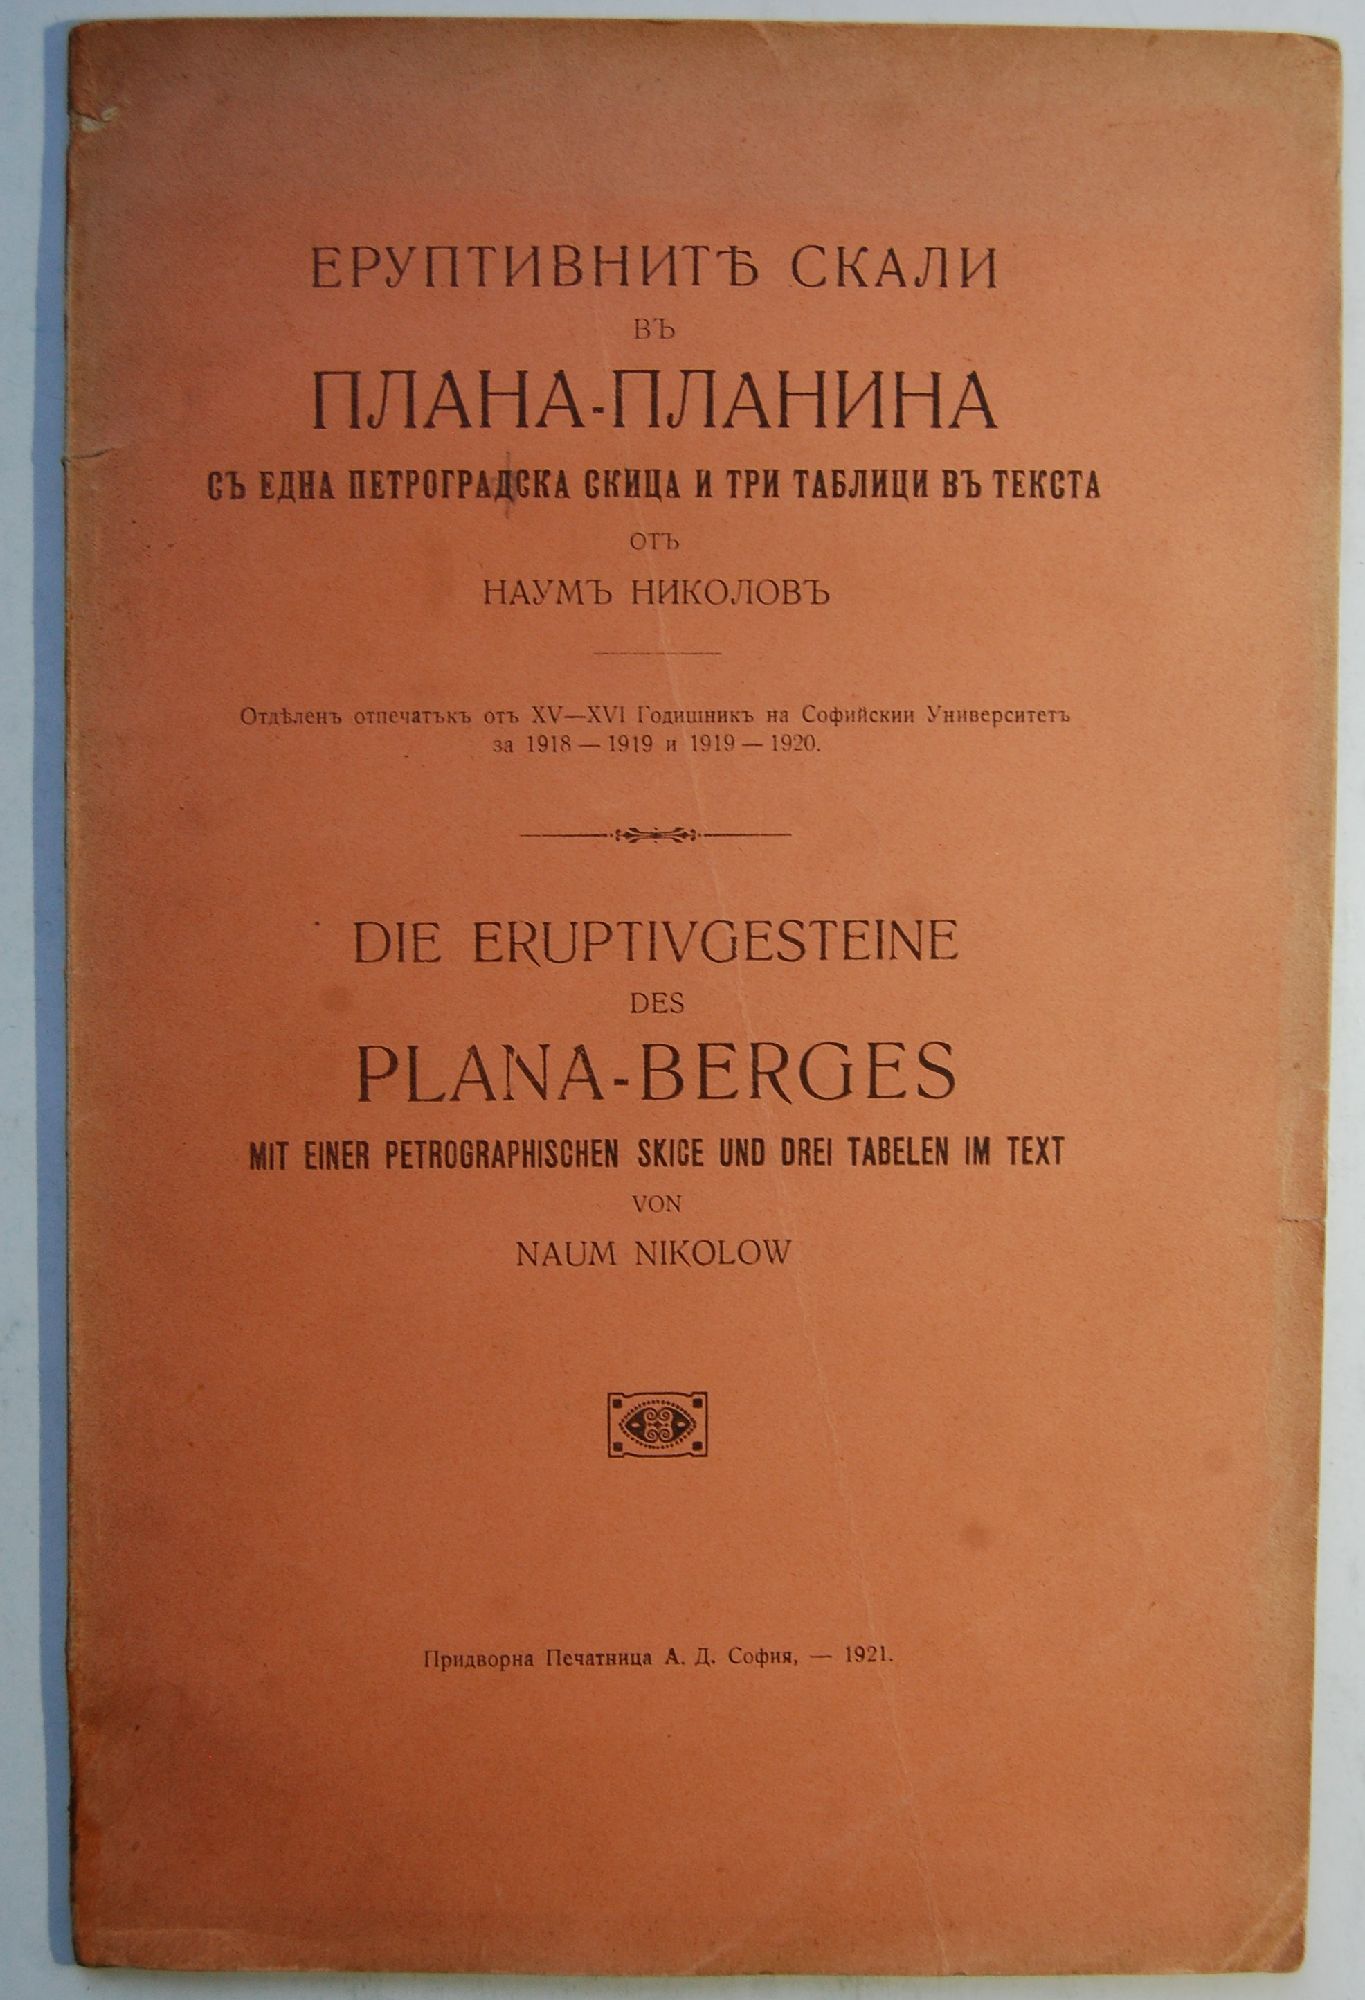 ЕРУПТИВНИТѢ СКАЛИ
ВЪ
ПЛАНА-ПЛАНИНА
СЪ ЕДНА ПЕТРОГРАДСКА СКИЦА И ТРИ ТАБЛИЦИ ВЪ ТЕКСТА
ОТЪ
НАУМЪ НИКОЛОВЪ
Отдѣленъ отпечатъкъ отъ XV—XVI Годишникъ на Софийскии Университетъ
за 1918 — 1919 и 1919 — 1920.
DIE ERUPTIVGESTEINE
DES
PLANA-BERGES
MIT EINER PETROGRAPHISCHEN SKICE UND DREI TABELEN IM TEXT
VON
NAUM NIKOLOW
Придворна Печатница А. Д. София, — 1921.